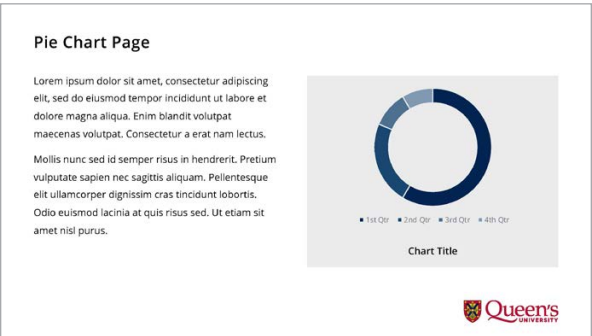 Pie Chart Page
Lorem ipsum dolor sit amet, consectetur adipiscing
elit, sed do eiusmod tempor incididunt ut labore et
dolore magna aliqua. Enim blandit volutpat
maecenas volutpat. Consectetur a erat nam lectus.
Mollis nunc sed id semper risus in hendrerit. Pretium
vulputate sapien nec sagittis aliquam. Pellentesque
elit ullamcorper dignissim cras tincidunt lobortis.
Odio euismod lacinia at quis risus sed. Ut etiam sit
amet nisl purus.
1st Qtr 2nd Qtr 3rd Qtr 4th Qtr
Chart Title
Queen's
UNIVERSITY